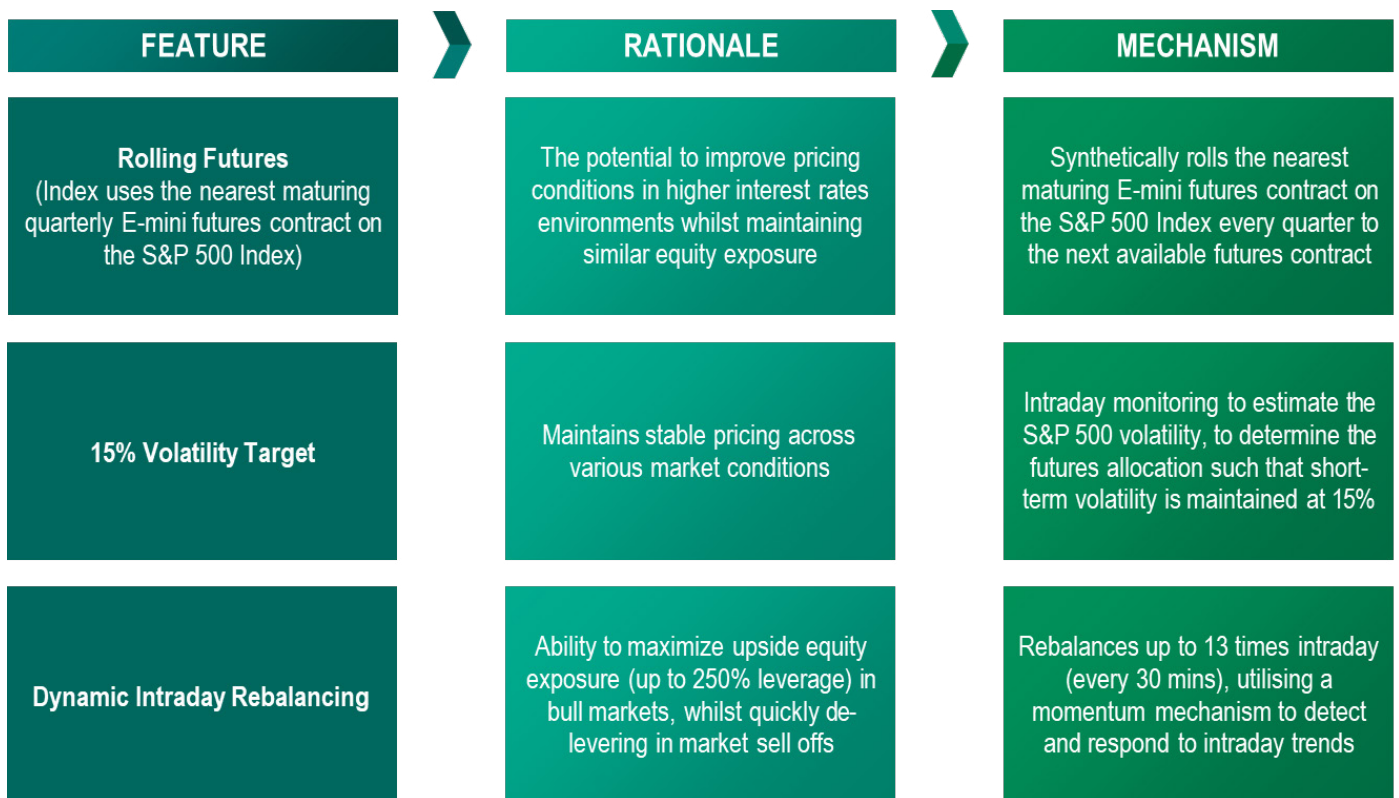 FEATURE
RATIONALE
MECHANISM
Rolling Futures
(Index uses the nearest maturing
quarterly E-mini futures contract on
the S&P 500 Index)
The potential to improve pricing
conditions in higher interest rates
environments whilst maintaining
similar equity exposure
Synthetically rolls the nearest
maturing E-mini futures contract on
the S&P 500 Index every quarter to
the next available futures contract
15% Volatility Target
Maintains stable pricing across
various market conditions
Intraday monitoring to estimate the
S&P 500 volatility, to determine the
futures allocation such that short-
term volatility is maintained at 15%
Dynamic Intraday Rebalancing
Ability to maximize upside equity
exposure (up to 250% leverage) in
bull markets, whilst quickly de-
levering in market sell offs
Rebalances up to 13 times intraday
(every 30 mins), utilising a
momentum mechanism to detect
and respond to intraday trends